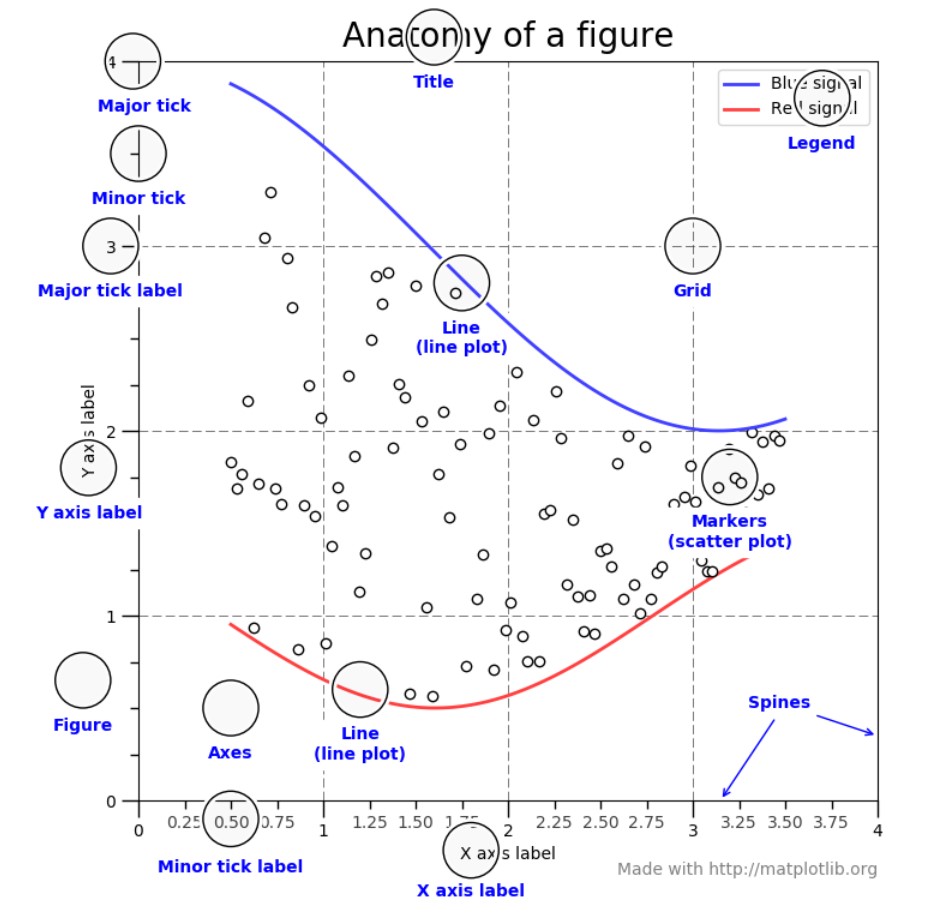 Anatomy of a figure
Title
4
Major tick
Blue signal
Red signal
Legend
Minor tick
3
Major tick label
Grid
Line
(line plot)
2
Y axis label
Y axis label
Markers
(scatter plot)
1
Figure
Axes
Line
(line plot)
Spines
0
0 0.25 0.50 0.75 1 1.25 1.50 1.75 2 2.25 2.50 2.75 3 3.25 3.50 3.75 4
Minor tick label
X axis label
X axis label
Made with http://matplotlib.org